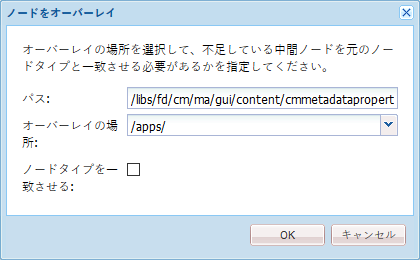 ノードをオーバーレイ
オーバーレイの場所を選択して、不足している中間ノードを元のノ
ードタイプと一致させる必要があるかを指定してください。
パス: /libs/fd/cm/ma/gui/content/cmmetadatapropert
オーバーレイの場 /apps/
所:
ノードタイプを一
致させる:
OK キャンセル